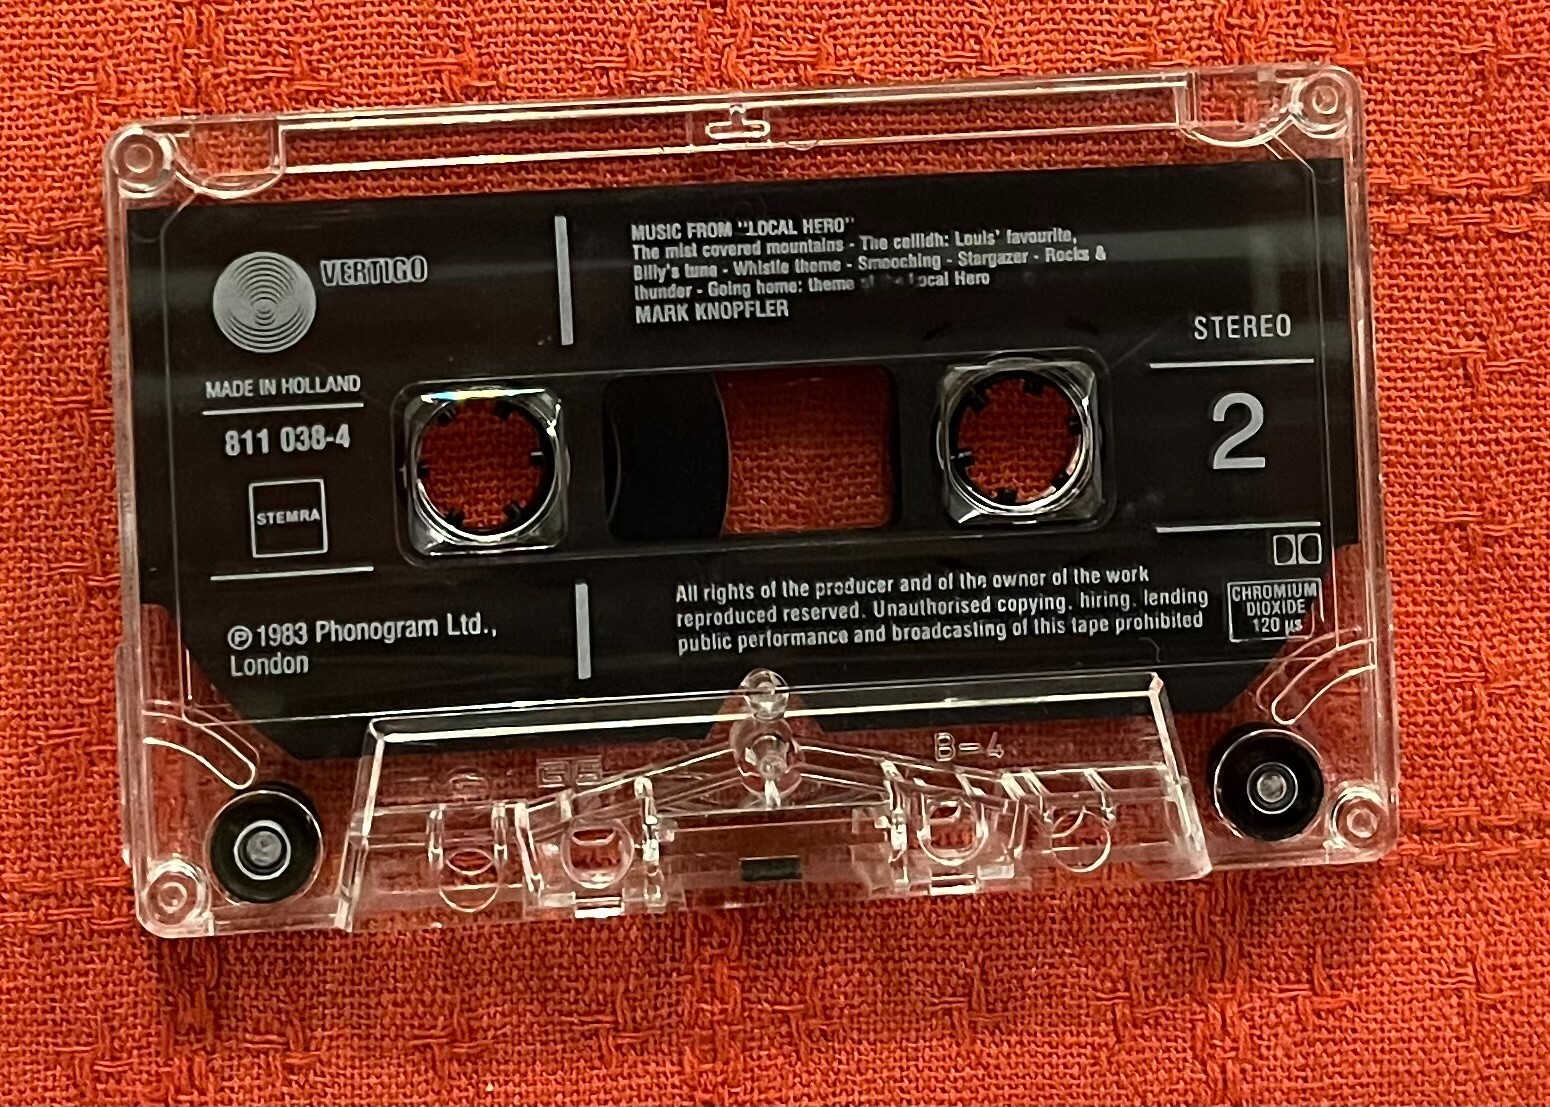 VERTIGO
MADE IN HOLLAND
811 038-4
STEMRA
℗ 1983 Phonogram Ltd.,
London
MUSIC FROM "LOCAL HERO"
The mist covered mountains - The ceilidh: Louis' favourite,
Billy's tune - Whistle theme - Smooching - Stargazer - Rocks &
thunder - Going home: theme Local Hero
MARK KNOPFLER
STEREO
2
All rights of the producer and of the owner of the work
reproduced reserved. Unauthorised copying, hiring, lending
public performance and broadcasting of this tape prohibited
CHROMIUM
DIOXIDE
120 µs
B-4